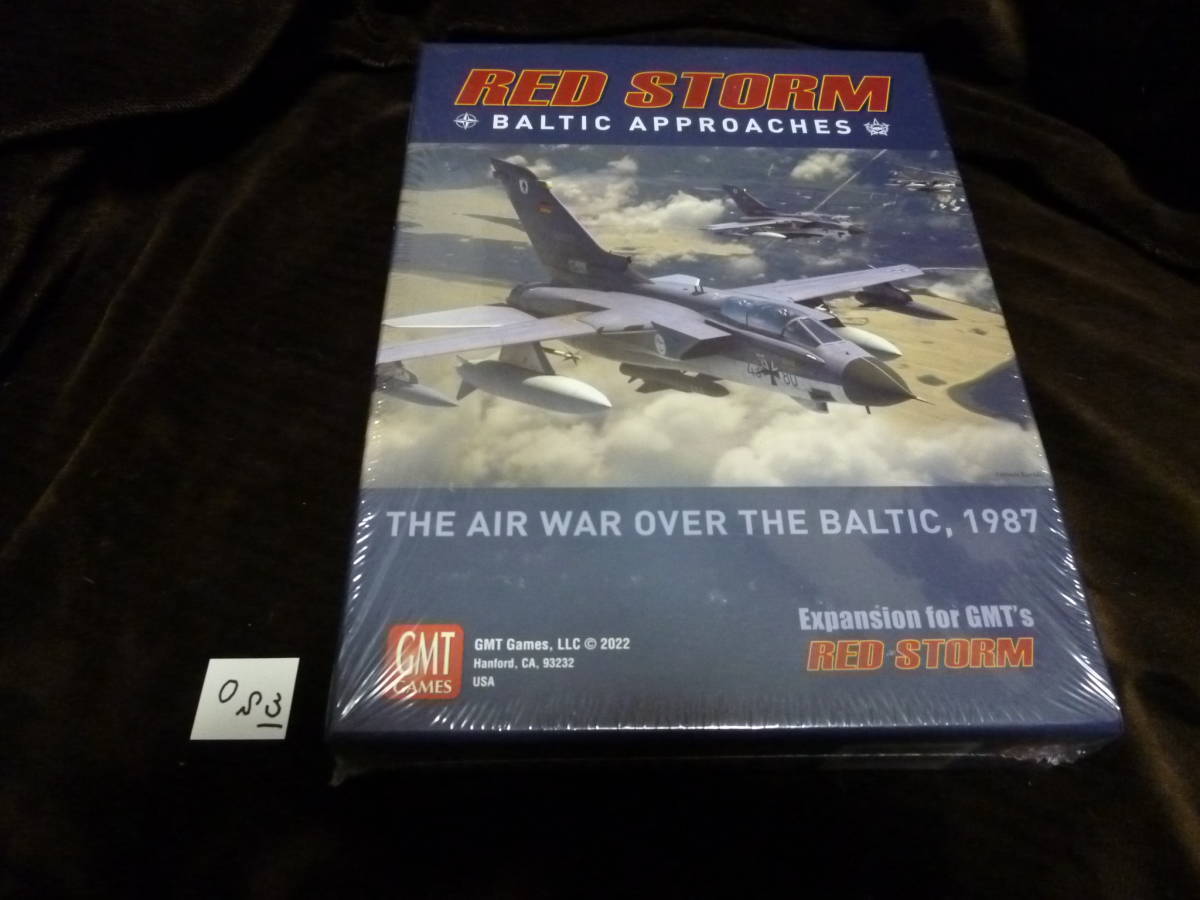 RED STORM
BALTIC APPROACHES
THE AIR WAR OVER THE BALTIC, 1987
Expansion for GMT's
RED STORM
GMT
GAMES
GMT Games, LLC © 2022
Hanford, CA, 93232
USA